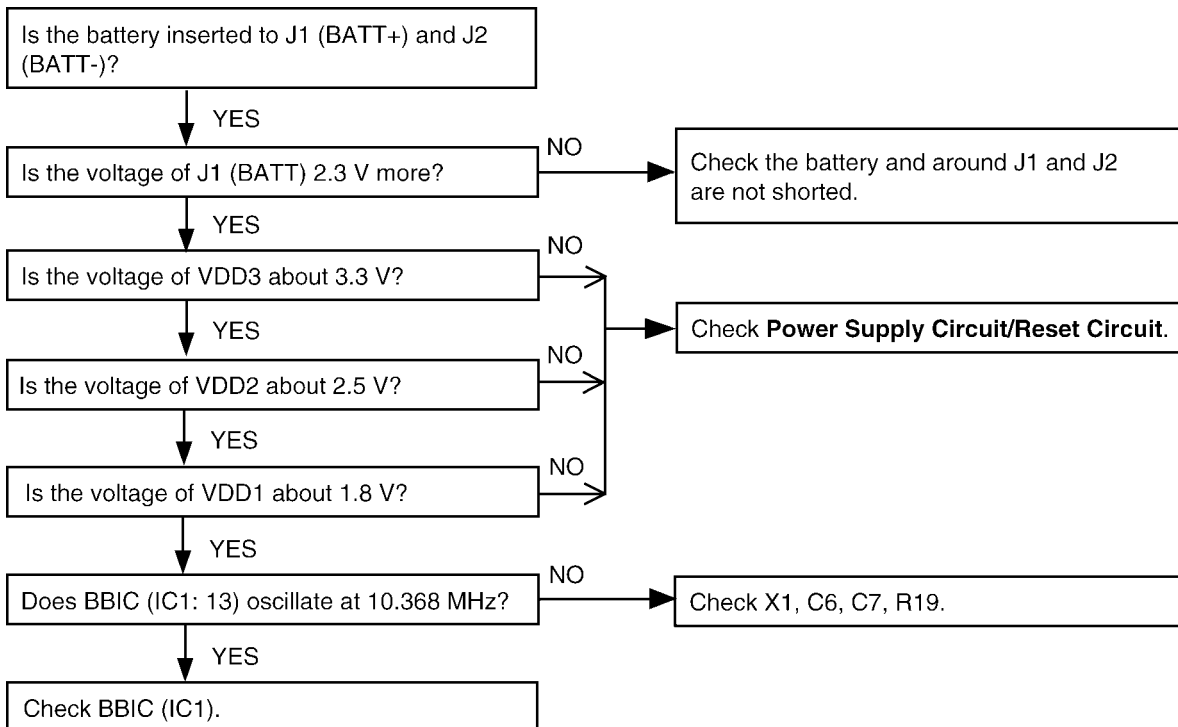 Is the battery inserted to J1 (BATT+) and J2
(BATT-)?
YES
Is the voltage of J1 (BATT) 2.3 V more?
NO
Check the battery and around J1 and J2
are not shorted.
YES
Is the voltage of VDD3 about 3.3 V?
NO
Check Power Supply Circuit/Reset Circuit.
YES
Is the voltage of VDD2 about 2.5 V?
NO
YES
Is the voltage of VDD1 about 1.8 V?
NO
YES
Does BBIC (IC1: 13) oscillate at 10.368 MHz?
NO
Check X1, C6, C7, R19.
YES
Check BBIC (IC1).